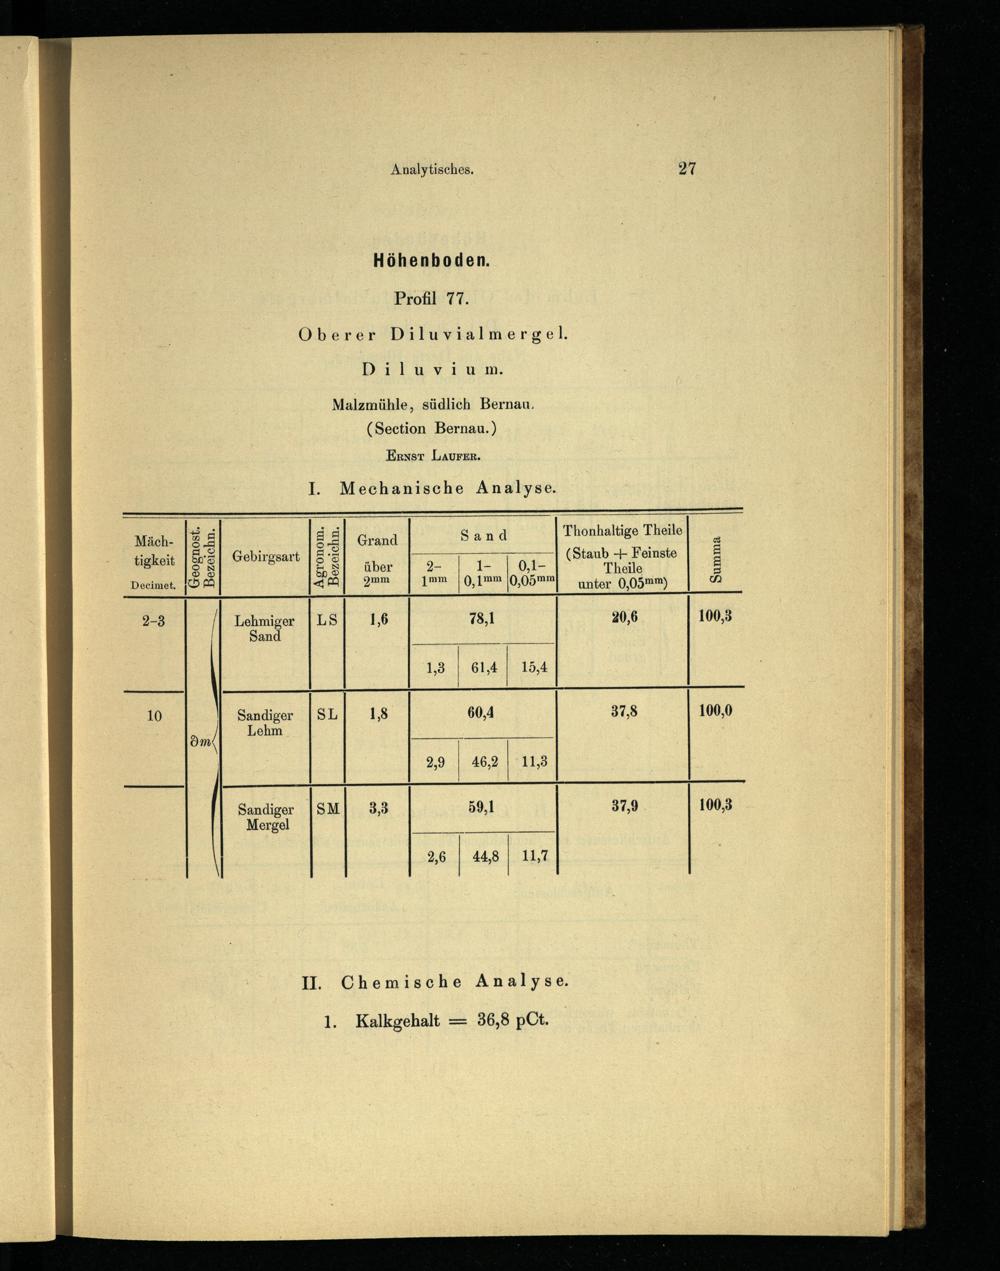 Analytisches. 27
Höhenboden.
Profil 77.
Oberer Diluvialmergel.
Diluvium.
Malzmühle, südlich Bernau.
(Section Bernau.)
Ernst Laufer.
I. Mechanische Analyse.
Mäch-
tigkeit
Decimet.
Geognost.
Bezeichn.
Gebirgsart
Agronom.
Bezeichn.
Grand
über
2mm
Sand
2-
1mm
1-
0,1mm
0,1-
0,05mm
Thonhaltige Theile
(Staub + Feinste
Theile
unter 0,05mm)
Summa
2-3 Lehmiger LS 1,6 78,1 20,6 100,3
Sand
1,3 61,4 15,4
10 Sandiger SL 1,8 60,4 37,8 100,0
Lehm
∂m
2,9 46,2 11,3
Sandiger SM 3,3 59,1 37,9 100,3
Mergel
2,6 44,8 11,7
II. Chemische Analyse.
1. Kalkgehalt = 36,8 pCt.